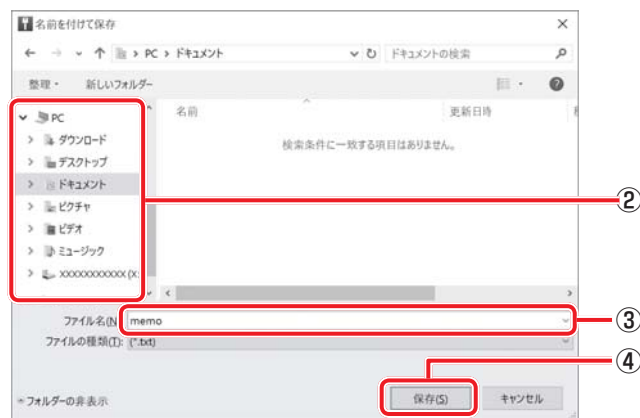 名前を付けて保存
PC > ドキュメント
ドキュメントの検索
整理 新しいフォルダー
名前 更新日時
PC
ダウンロード
デスクトップ
ドキュメント
ピクチャ
ビデオ
ミュージック
XXXXXXXXXXX (X:
検索条件に一致する項目はありません。
②
ファイル名(N
memo
③
ファイルの種類(T): (*.txt)
④
フォルダーの非表示
保存(S) キャンセル